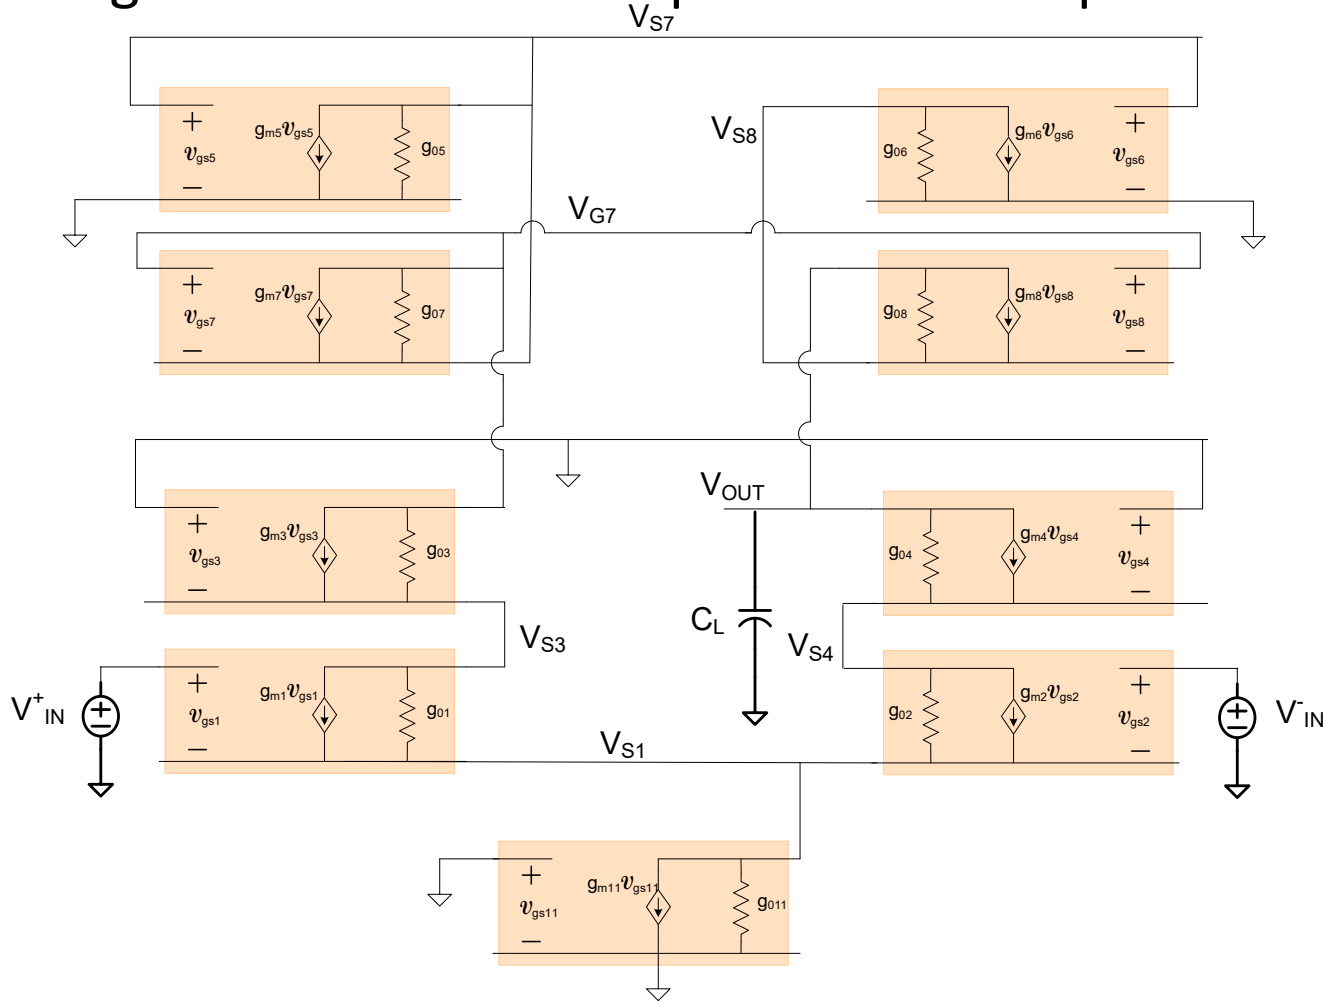 V_S7
g_m5 v_gs5
g_05
+
v_gs5
—
V_S8
g_06
g_m6 v_gs6
+
v_gs6
—
V_G7
g_m7 v_gs7
g_07
+
v_gs7
—
g_08
g_m8 v_gs8
+
v_gs8
—
V_OUT
g_m3 v_gs3
g_03
+
v_gs3
—
g_04
g_m4 v_gs4
+
v_gs4
—
C_L
V_S3
V_S4
V^+_IN
g_m1 v_gs1
g_01
+
v_gs1
—
g_02
g_m2 v_gs2
+
v_gs2
—
V^-_IN
V_S1
g_m11 v_gs11
g_011
+
v_gs11
—